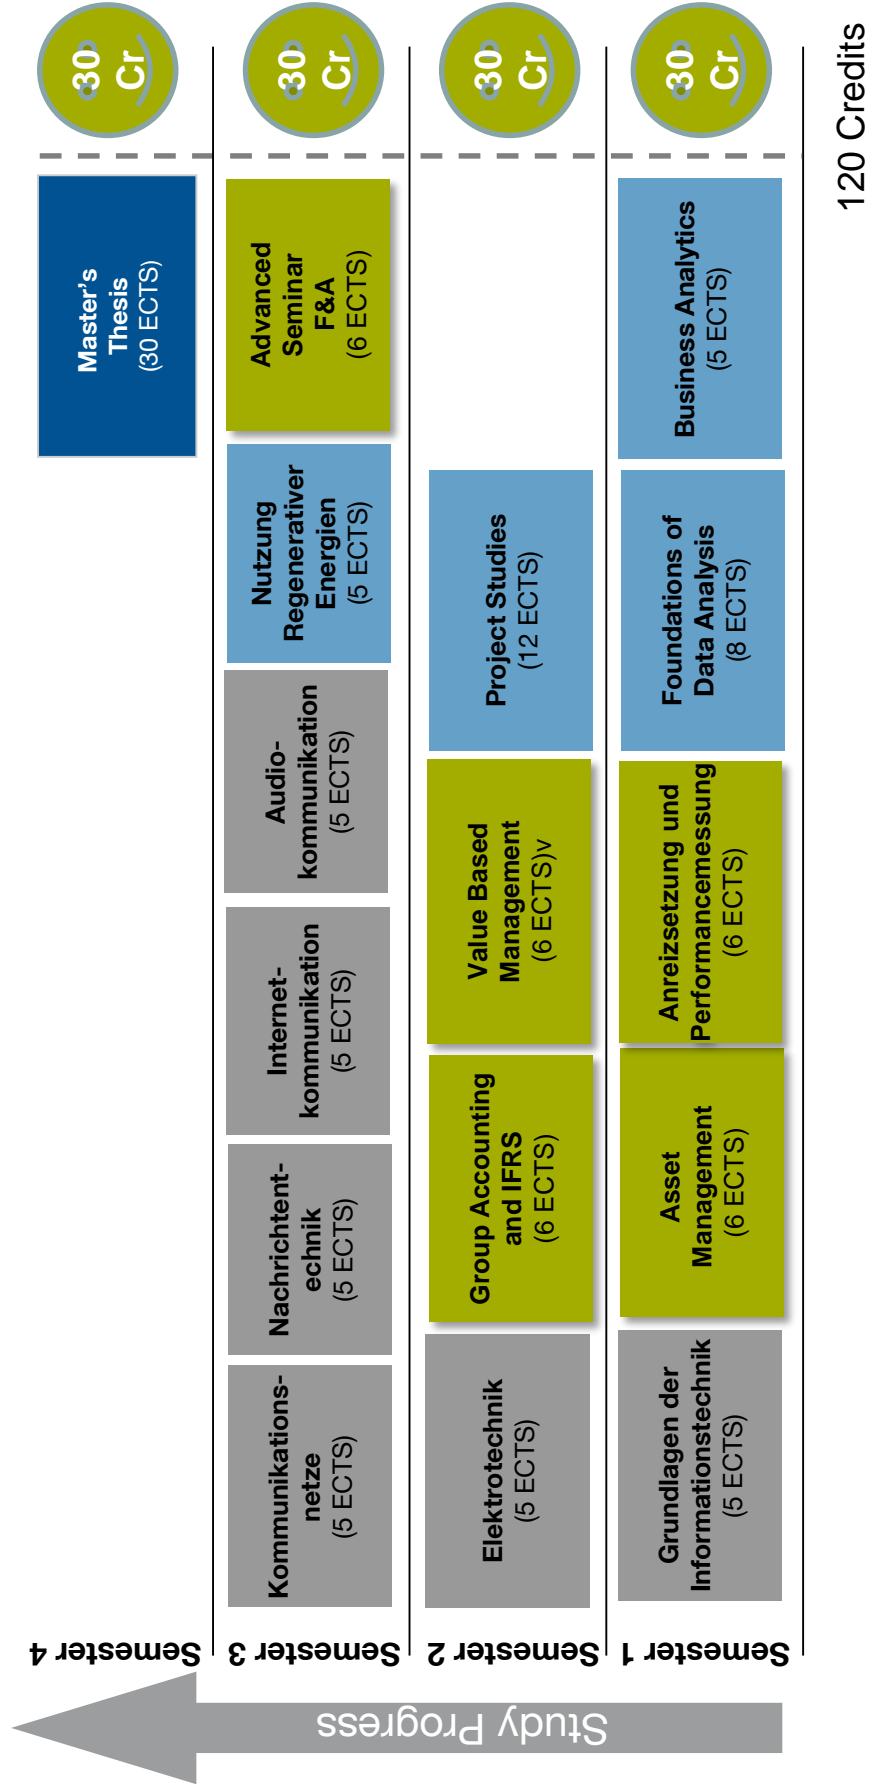 Semester 4
Master's
Thesis
(30 ECTS)
30
Cr
Semester 3
Kommunikations-
netze
(5 ECTS)
Nachrichtent-
echnik
(5 ECTS)
Internet-
kommunikation
(5 ECTS)
Audio-
kommunikation
(5 ECTS)
Nutzung
Regenerativer
Energien
(5 ECTS)
Advanced
Seminar
F&A
(6 ECTS)
30
Cr
Semester 2
Elektrotechnik
(5 ECTS)
Group Accounting
and IFRS
(6 ECTS)
Value Based
Management
(6 ECTS)v
Project Studies
(12 ECTS)
30
Cr
Semester 1
Grundlagen der
Informationstechnik
(5 ECTS)
Asset
Management
(6 ECTS)
Anreizsetzung und
Performancemessung
(6 ECTS)
Foundations of
Data Analysis
(8 ECTS)
Business Analytics
(5 ECTS)
30
Cr
Study Progress
120 Credits